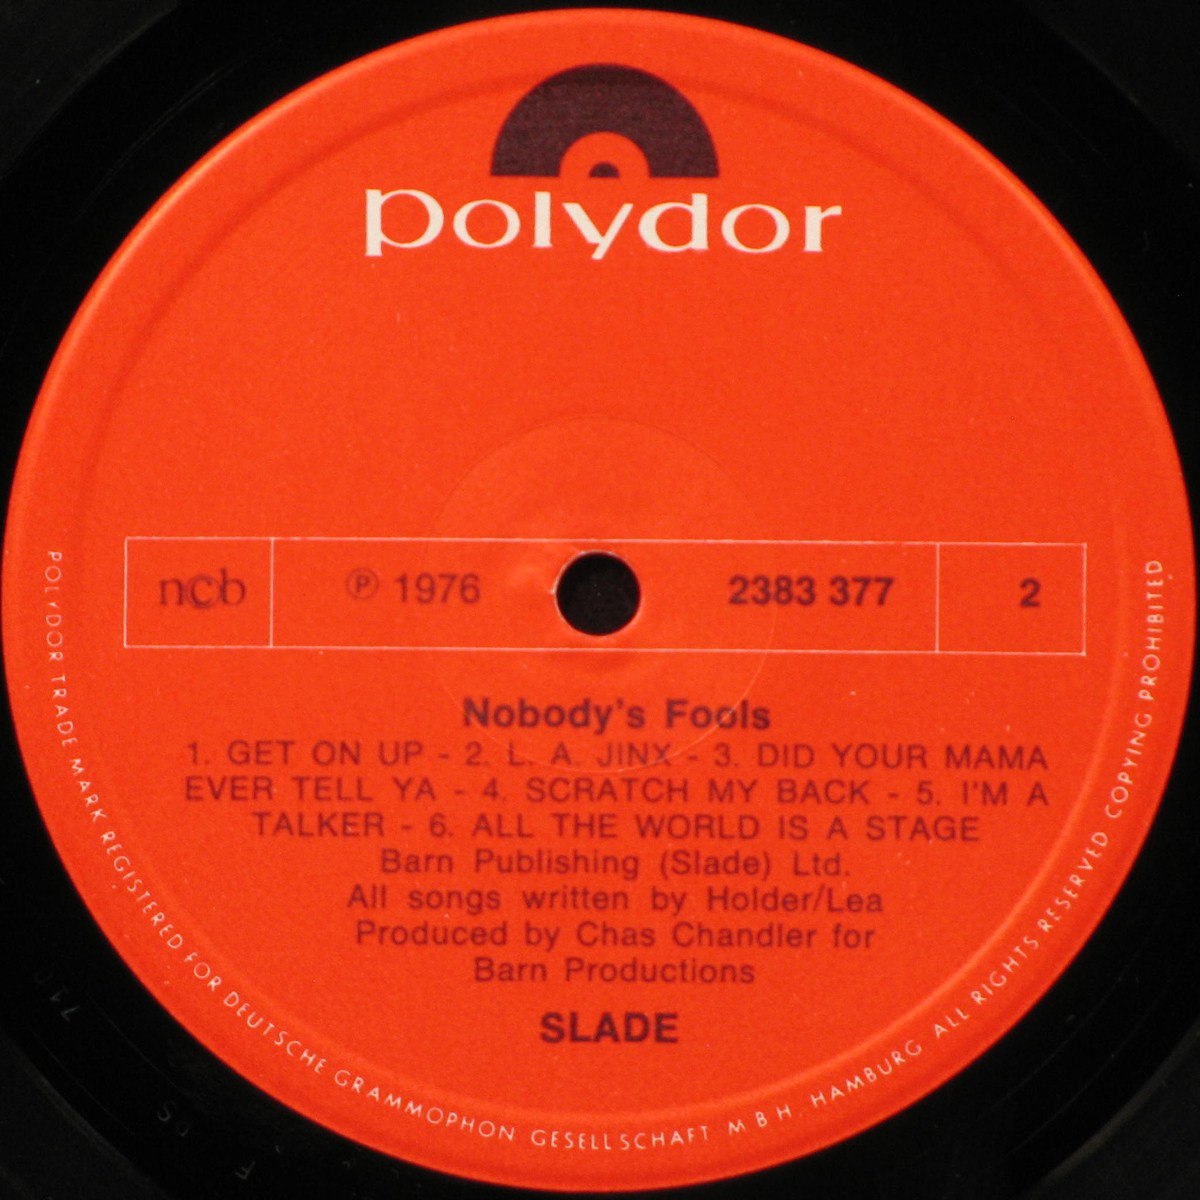 polydor
ncb
℗ 1976
2383 377
2
Nobody's Fools
1. GET ON UP - 2. L. A. JINX - 3. DID YOUR MAMA
EVER TELL YA - 4. SCRATCH MY BACK - 5. I'M A
TALKER - 6. ALL THE WORLD IS A STAGE
Barn Publishing (Slade) Ltd.
All songs written by Holder/Lea
Produced by Chas Chandler for
Barn Productions
SLADE
POLYDOR TRADE MARK REGISTERED FOR DEUTSCHE GRAMMOPHON GESELLSCHAFT M B H. HAMBURG ALL RIGHTS RESERVED COPYING PROHIBITED